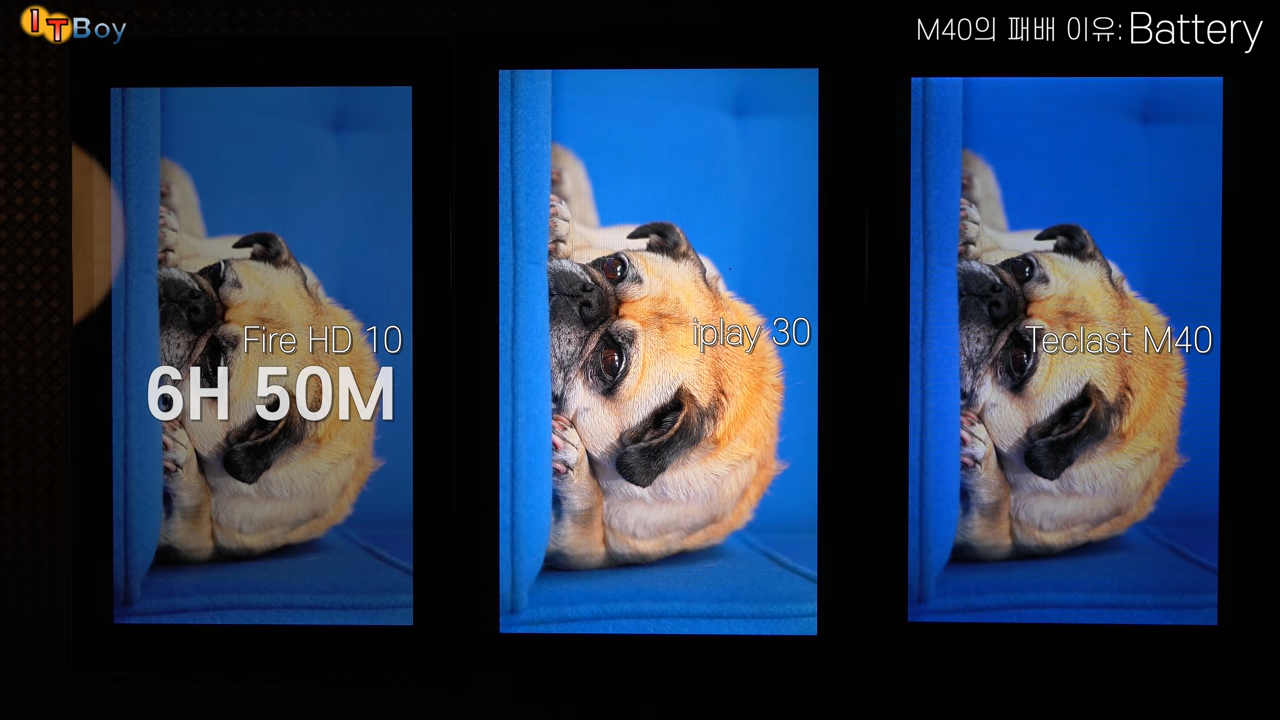 ITBoy
M40의 패배 이유: Battery
Fire HD 10
6H 50M
iplay 30
Teclast M40